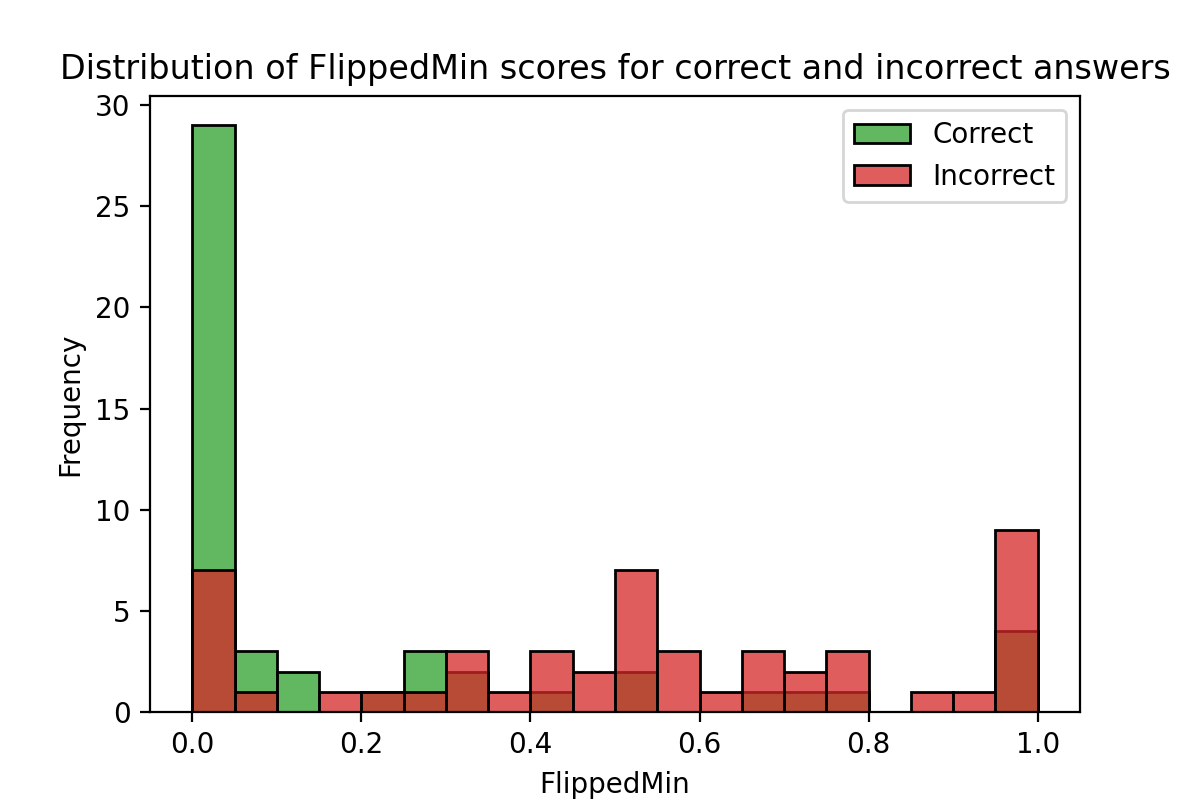 Distribution of FlippedMin scores for correct and incorrect answers
Correct
Incorrect
30
25
20
15
10
5
0
Frequency
0.0 0.2 0.4 0.6 0.8 1.0
FlippedMin